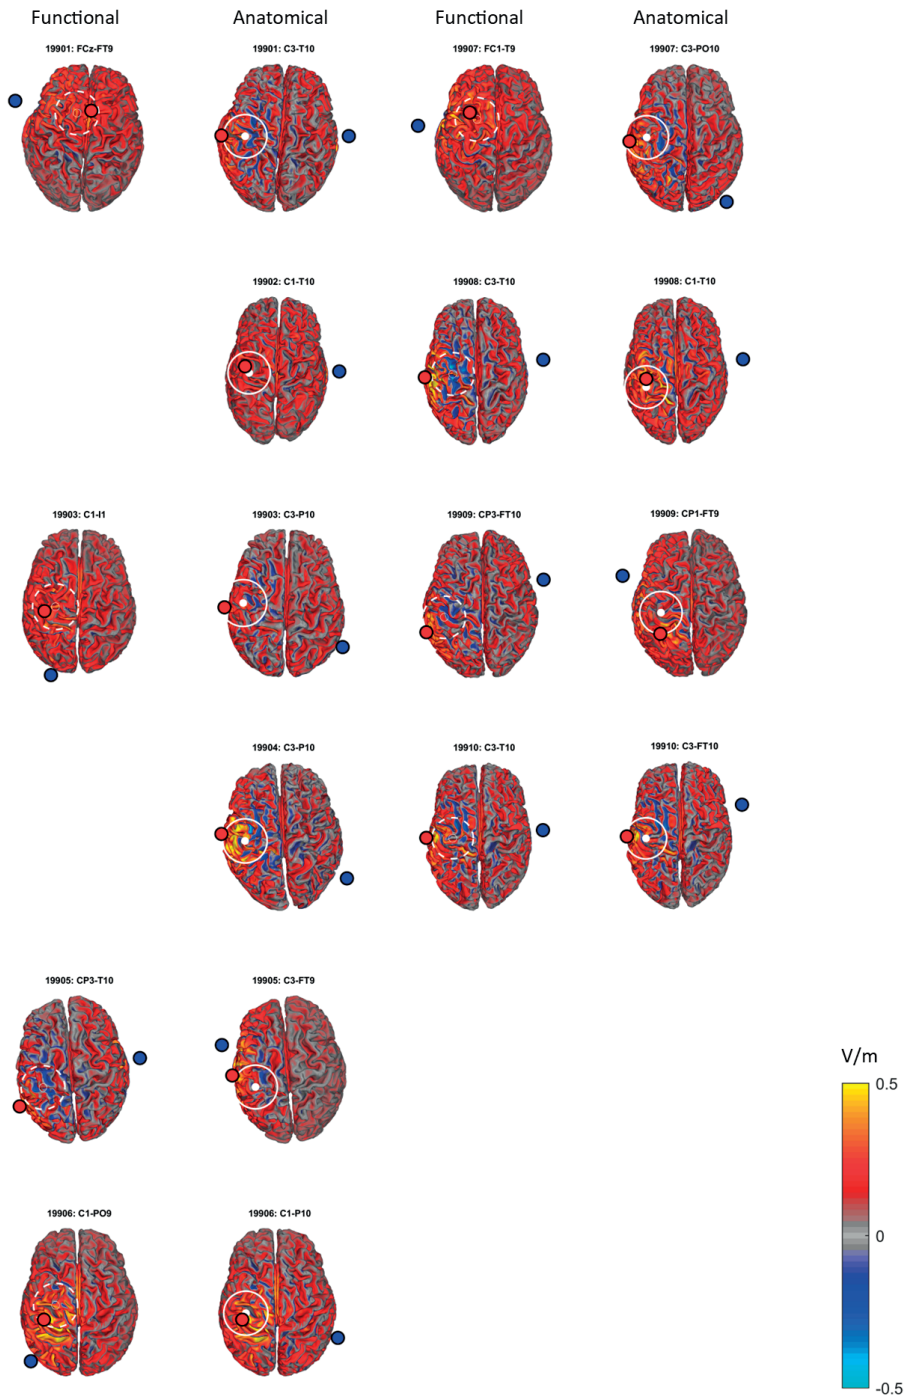 Functional Anatomical Functional Anatomical
19901: FCz-FT9 19901: C3-T10 19907: FC1-T9 19907: C3-PO10
19902: C1-T10 19908: C3-T10 19908: C1-T10
19903: C1-I1 19903: C3-P10 19909: CP3-FT10 19909: CP1-FT9
19904: C3-P10 19910: C3-T10 19910: C3-FT10
19905: CP3-T10 19905: C3-FT9
V/m
0.5
19906: C1-PO9 19906: C1-P10
0
-0.5